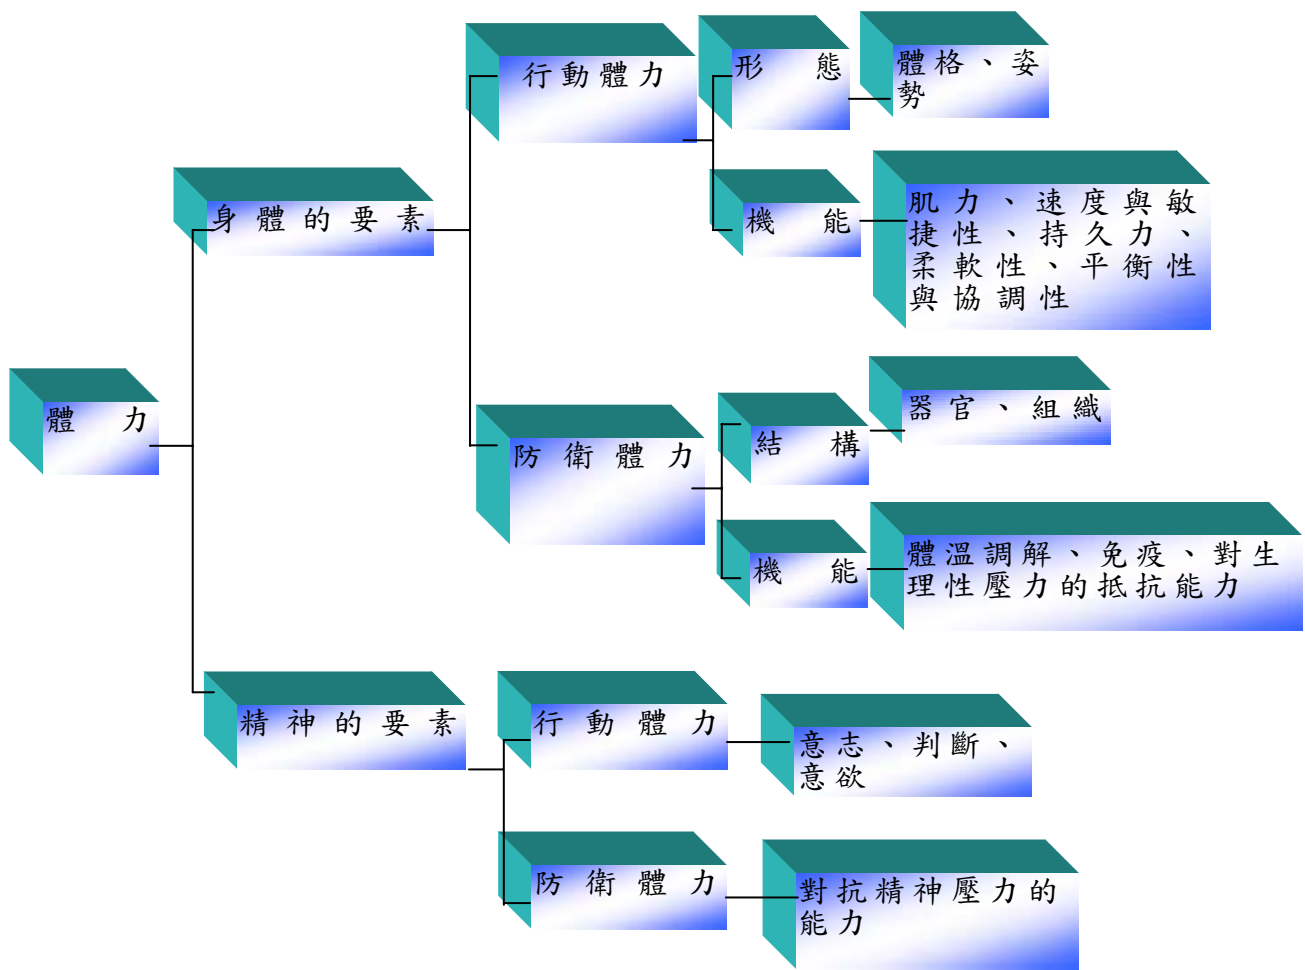 行動體力
形態
體格、姿
勢
身體的要素
機能
肌力、速度與敏
捷性、持久力、
柔軟性、平衡性
與協調性
體力
防衛體力
結構
器官、組織
機能
體溫調解、免疫、對生
理性壓力的抵抗能力
精神的要素
行動體力
意志、判斷、
意欲
防衛體力
對抗精神壓力的
能力